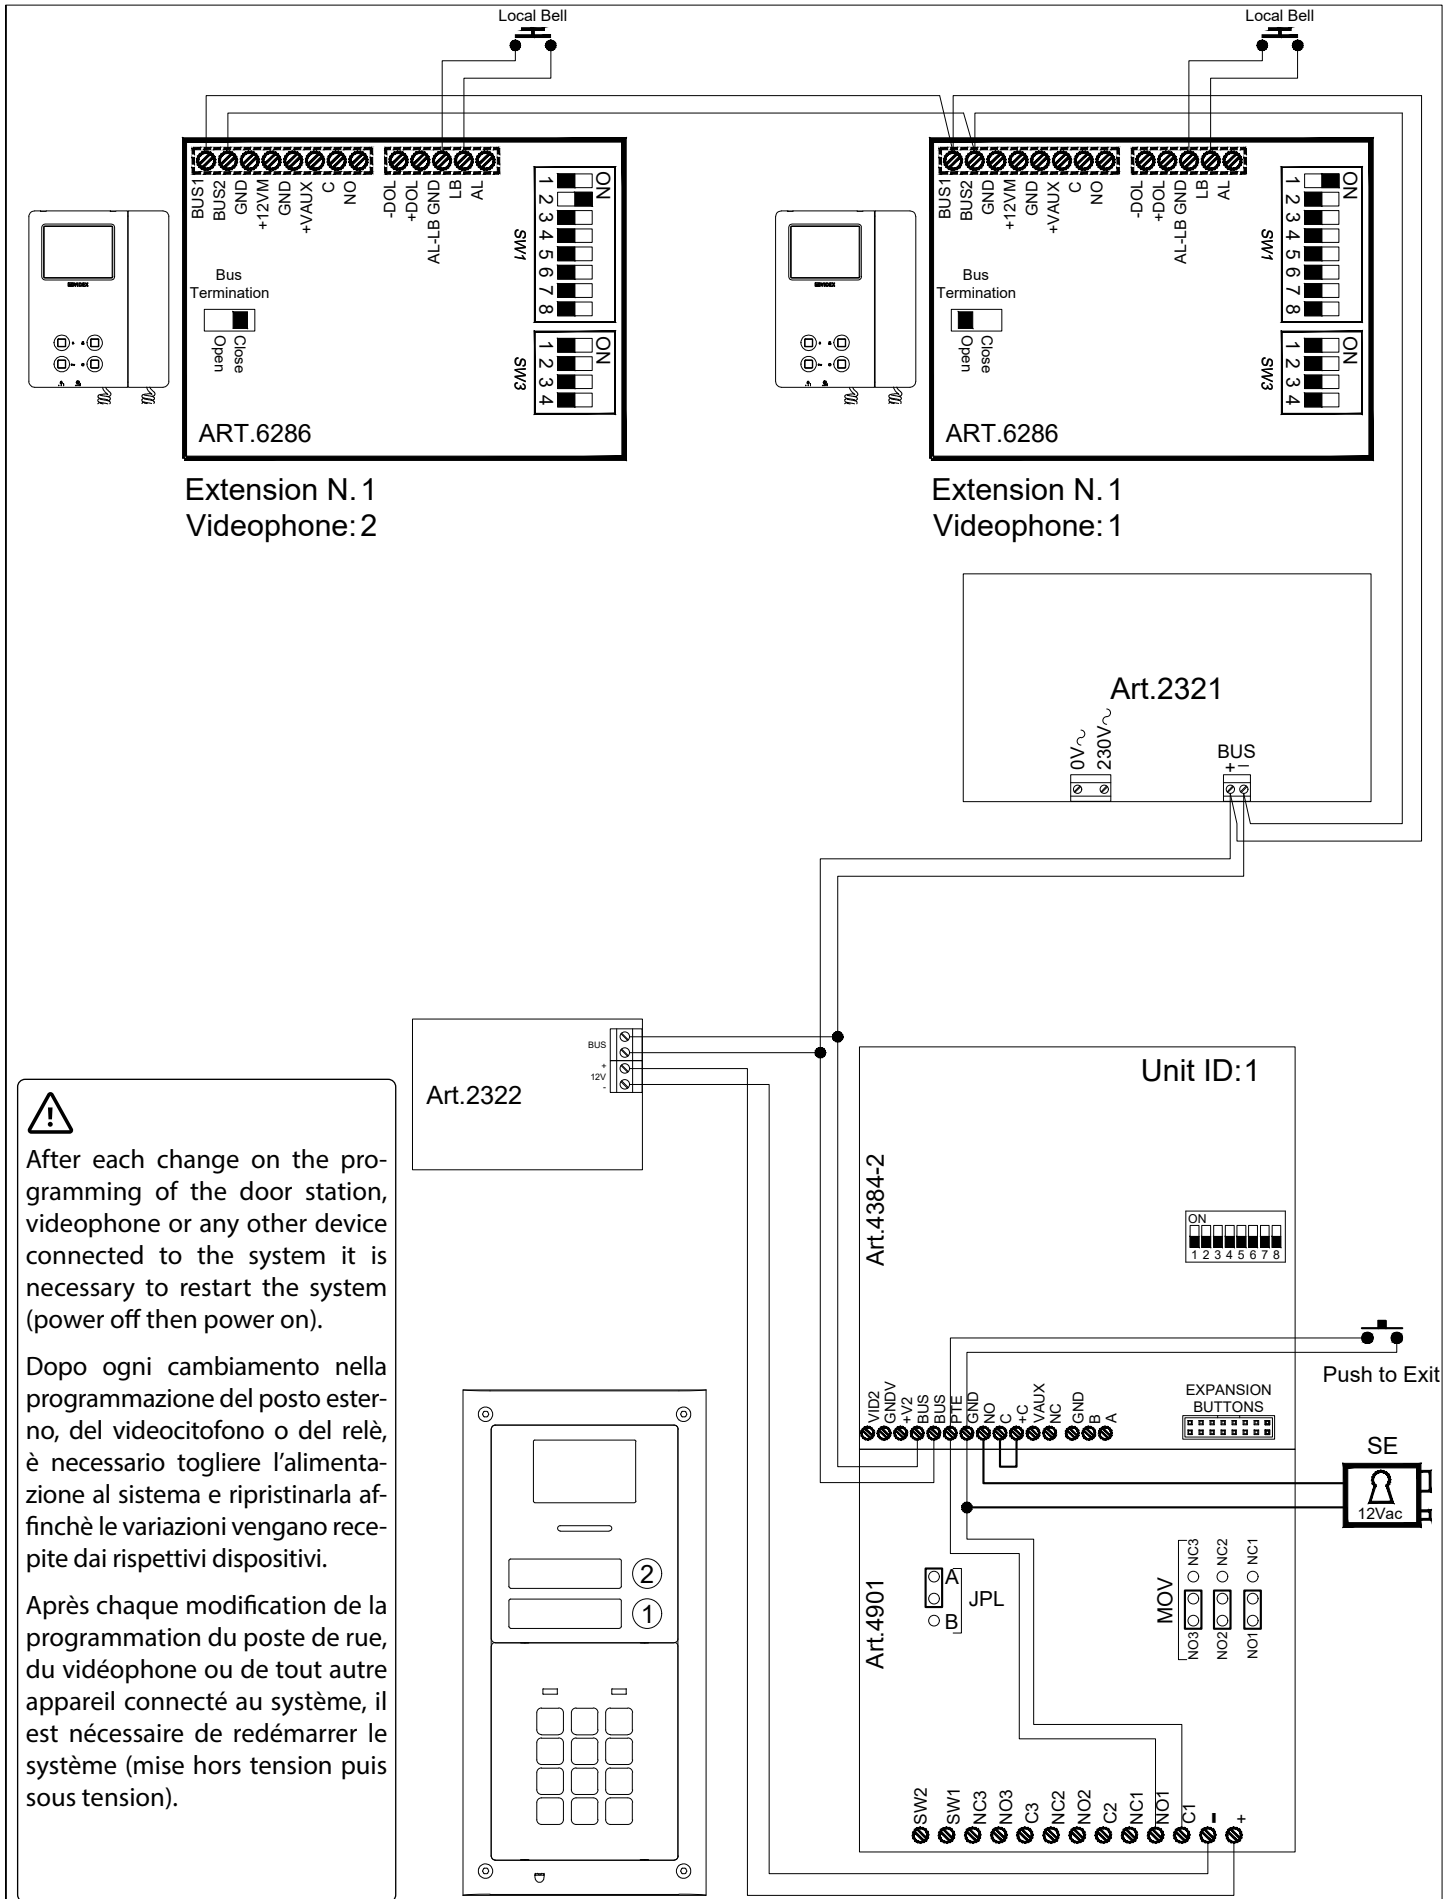 Local Bell
Local Bell
BUS1
BUS2
GND
+12VM
GND
+VAUX
C
NO
-DOL
+DOL
AL-LB GND
LB
AL
ON
1 2 3 4 5 6 7 8
SW1
Bus
Termination
Open
Close
ON
1 2 3 4
SW3
VIDEX
ART.6286
Extension N.1
Videophone:2
BUS1
BUS2
GND
+12VM
GND
+VAUX
C
NO
-DOL
+DOL
AL-LB GND
LB
AL
ON
1 2 3 4 5 6 7 8
SW1
Bus
Termination
Open
Close
ON
1 2 3 4
SW3
VIDEX
ART.6286
Extension N.1
Videophone:1
Art.2321
0V~
230V~
BUS
+ −
BUS
+
12V
-
Art.2322
Unit ID:1
Art.4384-2
ON
1 2 3 4 5 6 7 8
Push to Exit
VID2
GNDV
+V2
BUS
BUS
PTE
GND
NO
C
+C
VAUX
NC
GND
B
A
EXPANSION
BUTTONS
SE
12Vac
Art.4901
A
B
JPL
MOV
NC3
NC2
NC1
NO3
NO2
NO1
SW2
SW1
NC3
NO3
C3
NC2
NO2
C2
NC1
NO1
C1
-
+
2
1
After each change on the pro-
gramming of the door station,
videophone or any other device
connected to the system it is
necessary to restart the system
(power off then power on).
Dopo ogni cambiamento nella
programmazione del posto ester-
no, del videocitofono o del relè,
è necessario togliere l'alimenta-
zione al sistema e ripristinarla af-
finchè le variazioni vengano rece-
pite dai rispettivi dispositivi.
Après chaque modification de la
programmation du poste de rue,
du vidéophone ou de tout autre
appareil connecté au système, il
est nécessaire de redémarrer le
système (mise hors tension puis
sous tension).